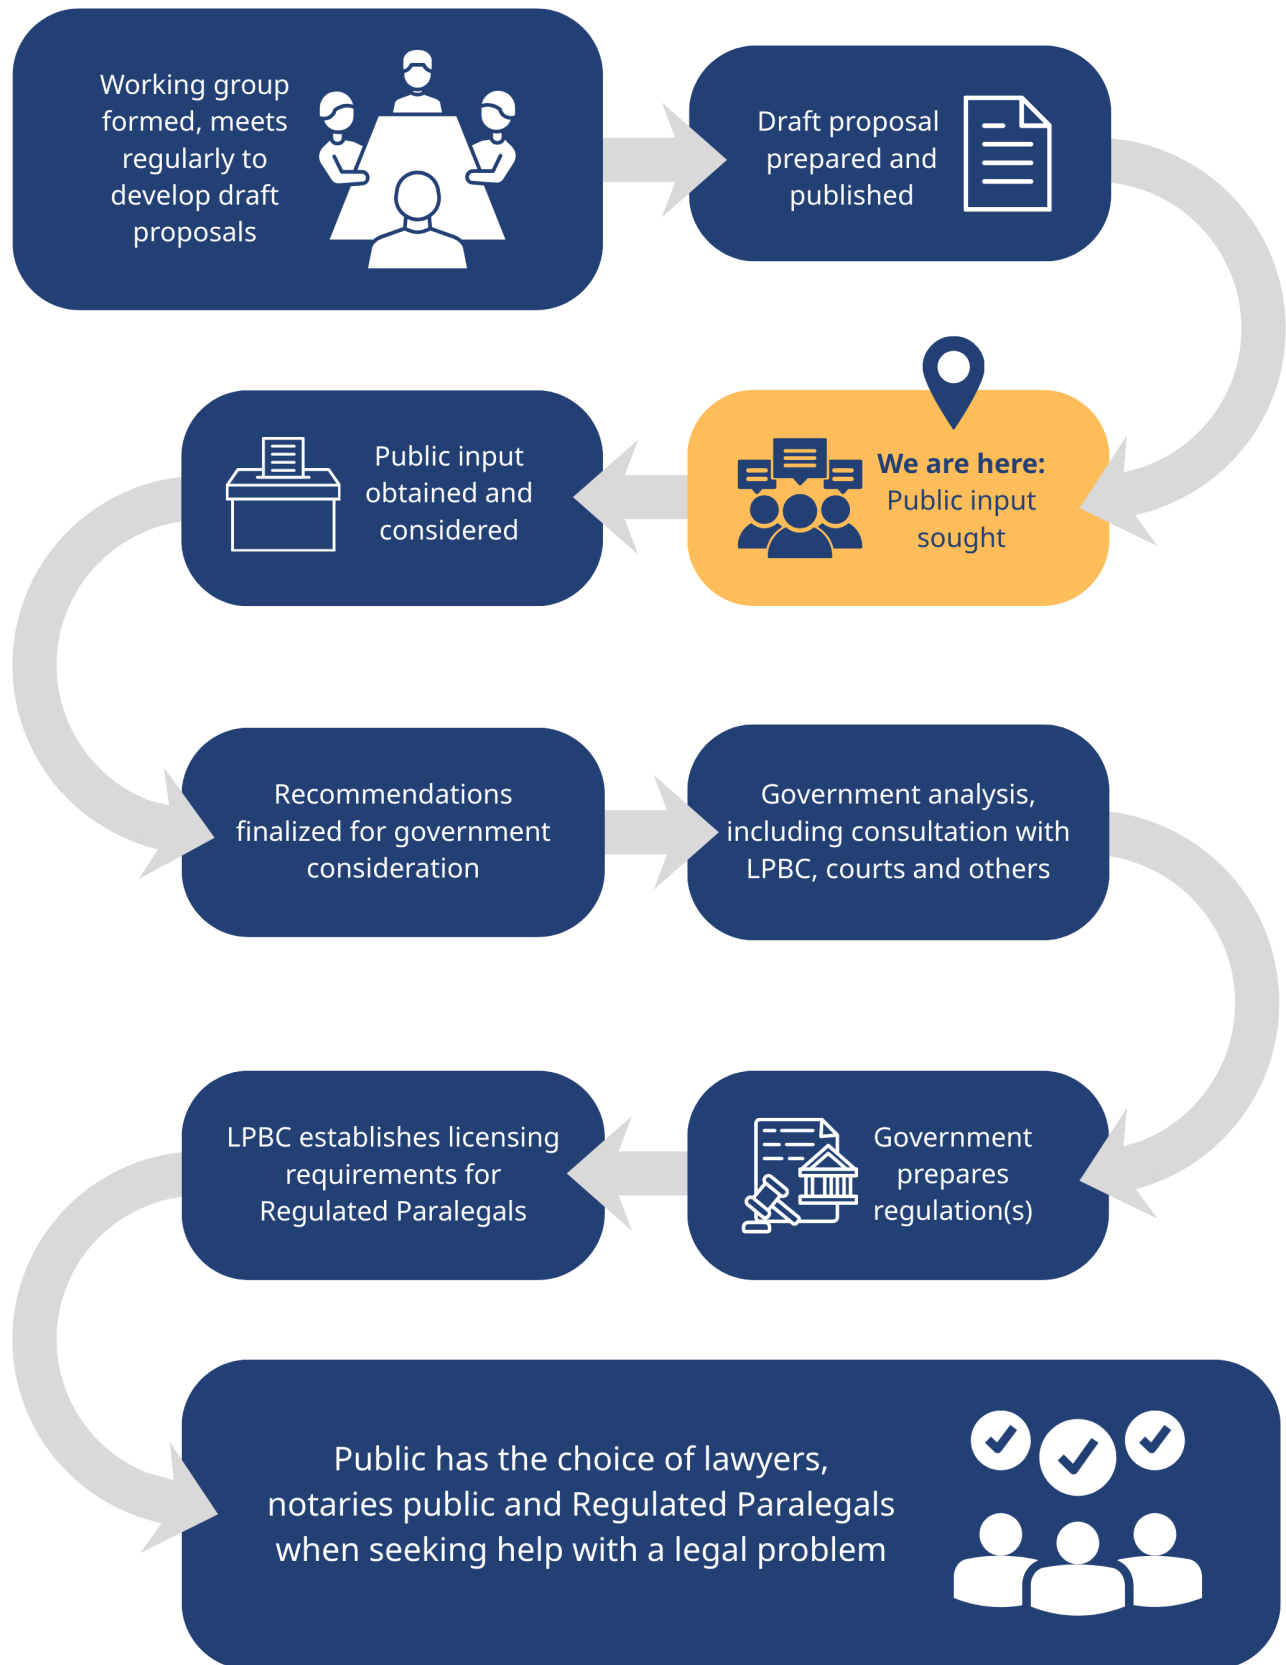 Working group
formed, meets
regularly to
develop draft
proposals
Draft proposal
prepared and
published
We are here:
Public input
sought
Public input
obtained and
considered
Recommendations
finalized for government
consideration
Government analysis,
including consultation with
LPBC, courts and others
Government
prepares
regulation(s)
LPBC establishes licensing
requirements for
Regulated Paralegals
Public has the choice of lawyers,
notaries public and Regulated Paralegals
when seeking help with a legal problem